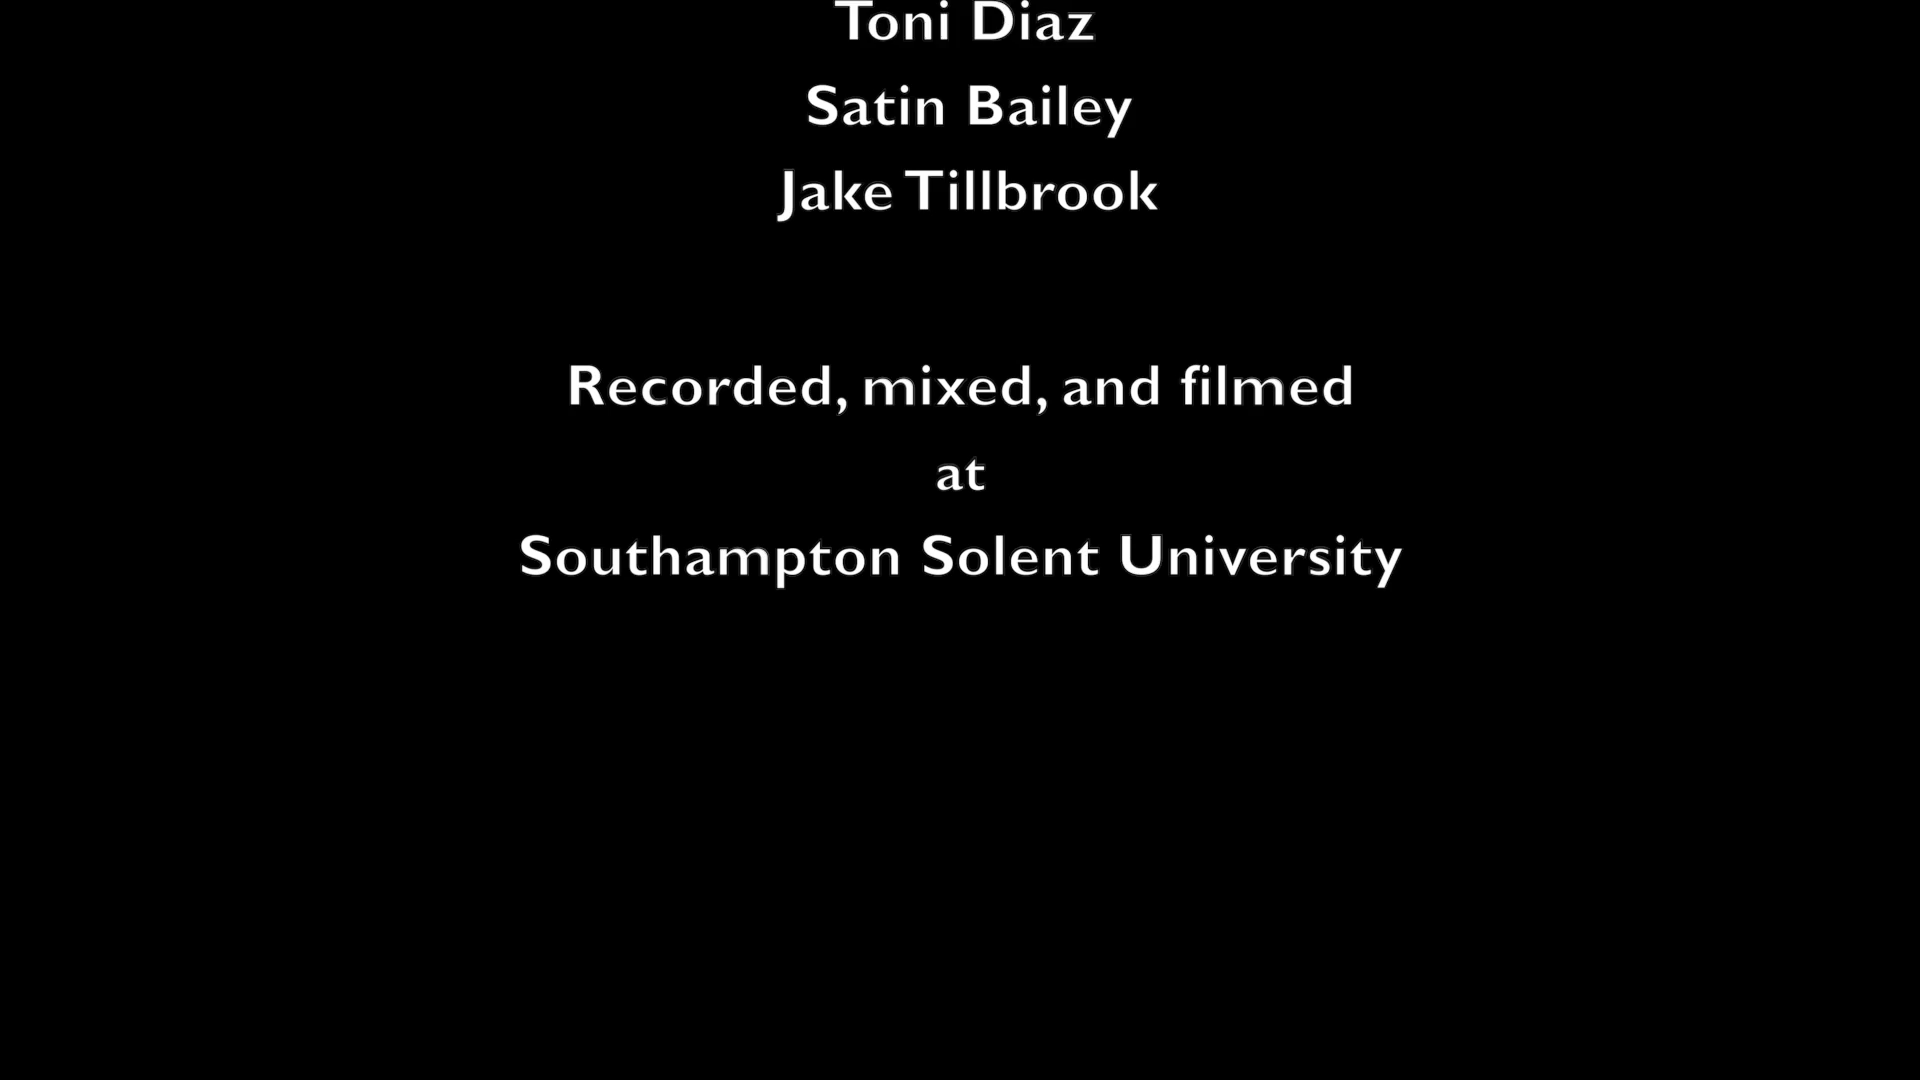 Toni Diaz
Satin Bailey
Jake Tillbrook
Recorded, mixed, and filmed
at
Southampton Solent University